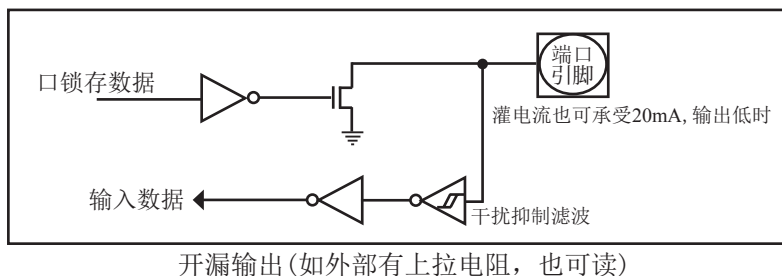 口锁存数据
端口
引脚
灌电流也可承受20mA, 输出低时
输入数据
干扰抑制滤波
开漏输出(如外部有上拉电阻，也可读)